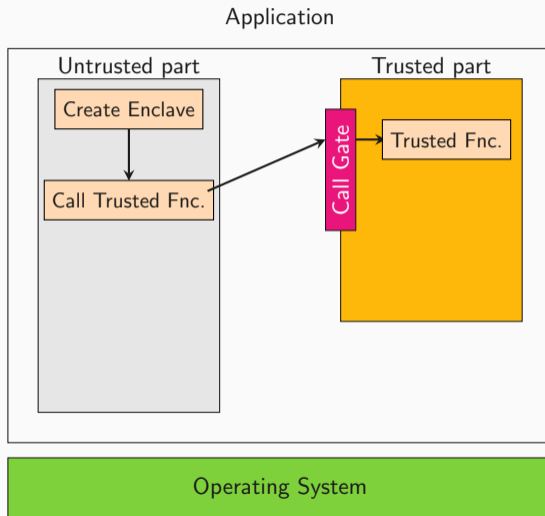 Application
Untrusted part
Trusted part
Create Enclave
Call Trusted Fnc.
Call Gate
Trusted Fnc.
Operating System